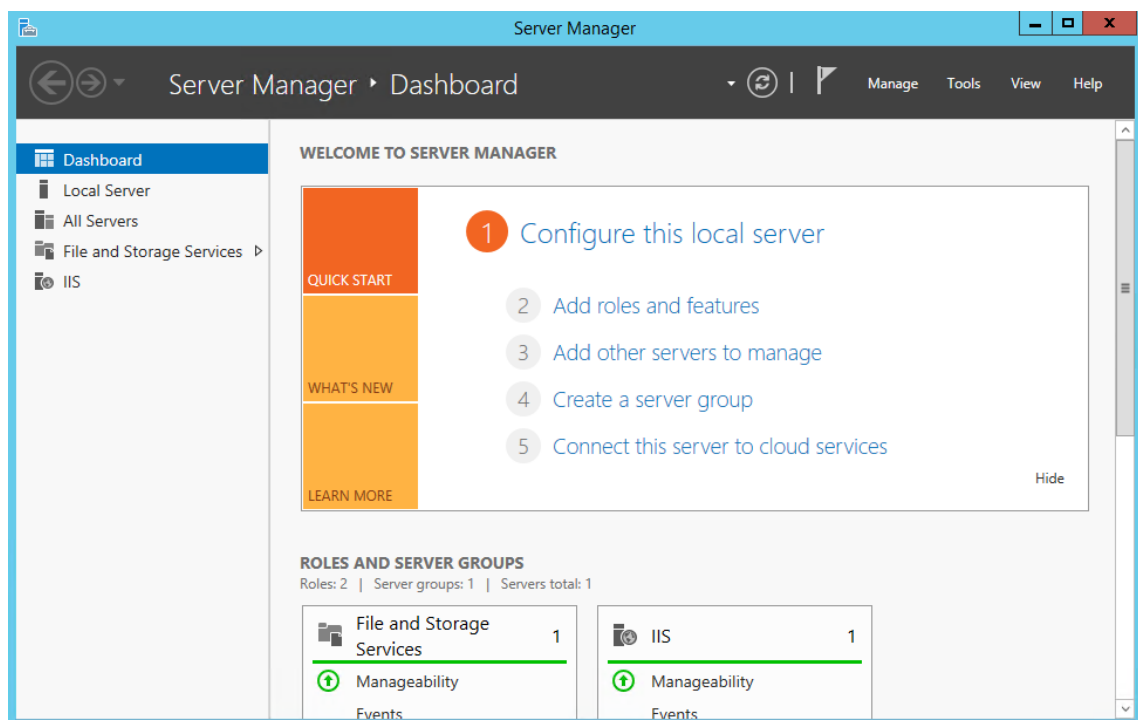 Server Manager
Server Manager ‣ Dashboard
Manage Tools View Help
Dashboard
Local Server
All Servers
File and Storage Services
IIS
WELCOME TO SERVER MANAGER
QUICK START
WHAT'S NEW
LEARN MORE
1 Configure this local server
2 Add roles and features
3 Add other servers to manage
4 Create a server group
5 Connect this server to cloud services
Hide
ROLES AND SERVER GROUPS
Roles: 2 | Server groups: 1 | Servers total: 1
File and Storage
Services
1
Manageability
Events
IIS 1
Manageability
Events